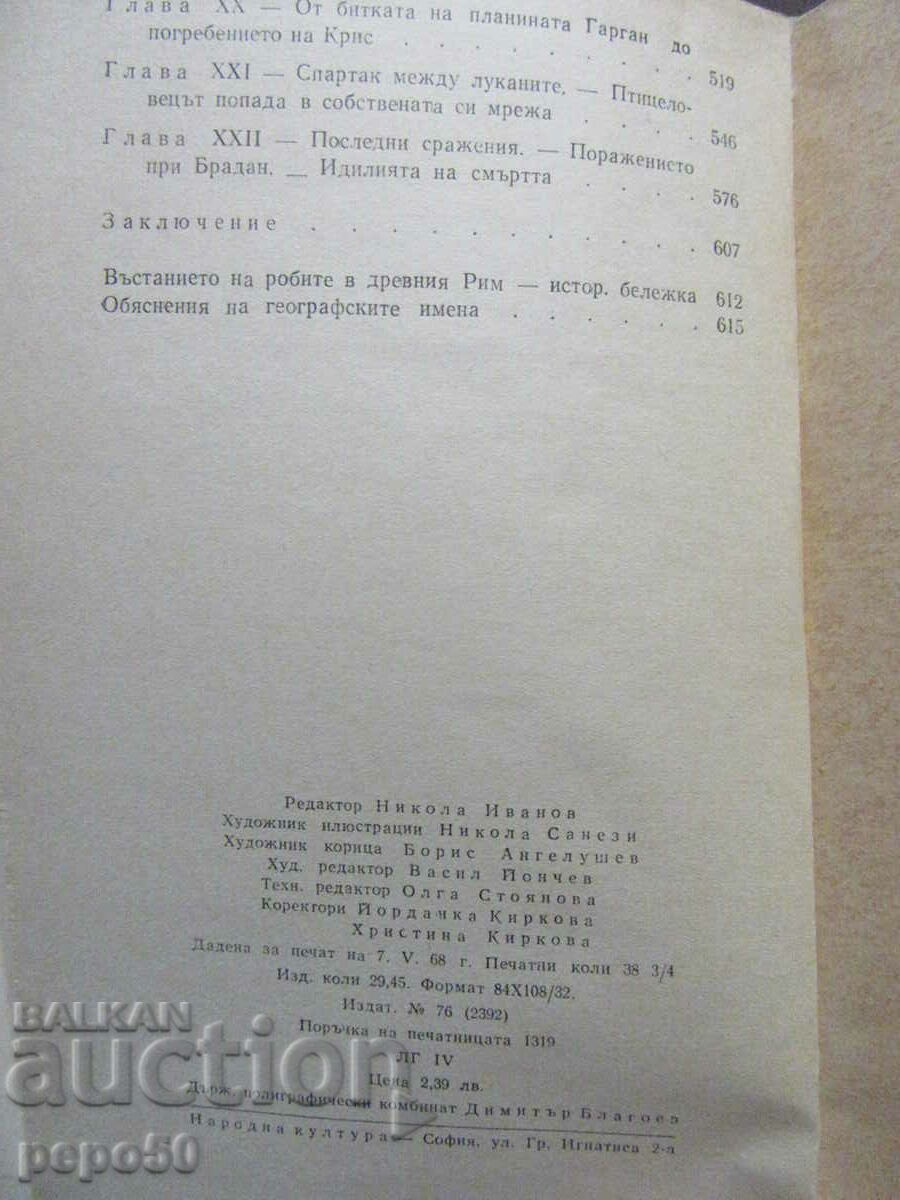 Глава XX — От битката на планината Гарган до
погребението на Крис . . . . . . . . 519
Глава XXI — Спартак между луканите. — Птицело-
вецът попада в собствената си мрежа . . . . 546
Глава XXII — Последни сражения. — Поражението
при Брадан. — Идилията на смъртта . . . . 576
Заключение . . . . . . . . . . . 607
Въстанието на робите в древния Рим — истор. бележка 612
Обяснения на географските имена . . . . . . 615
Редактор Никола Иванов
Художник илюстрации Никола Санези
Художник корица Борис Ангелушев
Худ. редактор Васил Йончев
Техн. редактор Олга Стоянова
Коректори Йордачка Киркова
Христина Киркова
Дадена за печат на 7. V. 68 г. Печатни коли 38 3/4
Изд. коли 29,45. Формат 84X108/32.
Издат. № 76 (2392)
Поръчка на печатницата 1319
ЛГ IV
Цена 2,39 лв.
Държ. полиграфически комбинат Димитър Благоев
Народна култура — София, ул. Гр. Игнатиев 2-а
BALKAN
auction
pepo50